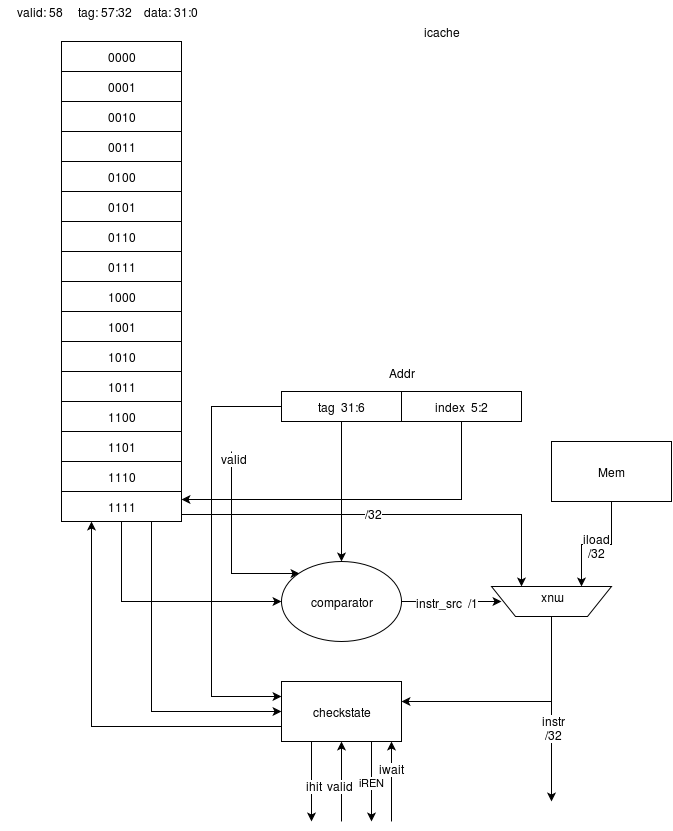 valid: 58 tag: 57:32 data: 31:0
icache
0000
0001
0010
0011
0100
0101
0110
0111
1000
1001
1010
1011
1100
1101
1110
1111
Addr
tag 31:6
index 5:2
valid
Mem
/32
iload
/32
comparator
instr_src /1
mux
checkstate
instr
/32
ihit
valid
iREN
iwait